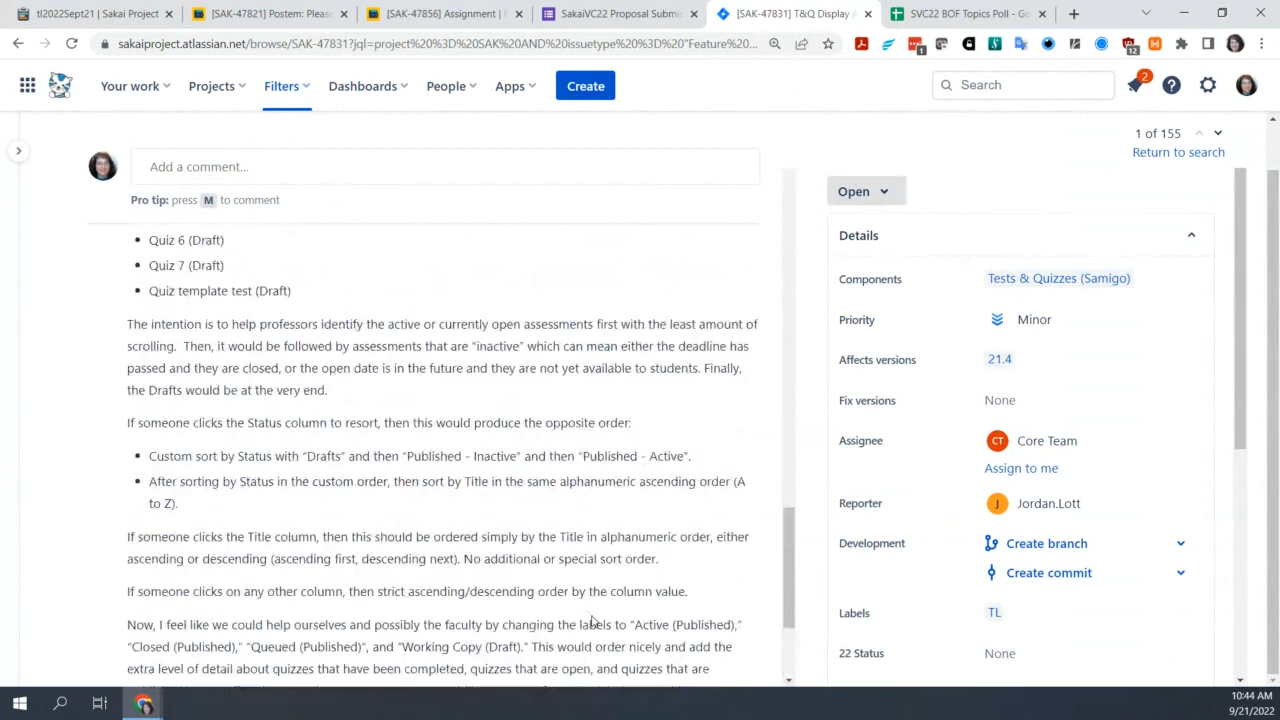 tl2022Sept21 | Sakai Project
[SAK-47821] Postem: Please
[SAK-47856] Assignment | F
SakaiVC22 Proposal Submis
[SAK-47831] T&Q Display A
SVC22 BOF Topics Poll - Go
sakaiproject.atlassian.net/browse/SAK-47831?jql=project%20%3D%20SAK%20AND%20issuetype%20%3D%20"Feature%...
1
12
Your work
Projects
Filters
Dashboards
People
Apps
Create
Search
2
1 of 155
Return to search
Add a comment...
Pro tip: press M to comment
Quiz 6 (Draft)
Quiz 7 (Draft)
Quiz template test (Draft)
The intention is to help professors identify the active or currently open assessments first with the least amount of
scrolling. Then, it would be followed by assessments that are "inactive" which can mean either the deadline has
passed and they are closed, or the open date is in the future and they are not yet available to students. Finally,
the Drafts would be at the very end.
If someone clicks the Status column to resort, then this would produce the opposite order:
Custom sort by Status with "Drafts" and then "Published - Inactive" and then "Published - Active".
After sorting by Status in the custom order, then sort by Title in the same alphanumeric ascending order (A
to Z).
If someone clicks the Title column, then this should be ordered simply by the Title in alphanumeric order, either
ascending or descending (ascending first, descending next). No additional or special sort order.
If someone clicks on any other column, then strict ascending/descending order by the column value.
Now, I feel like we could help ourselves and possibly the faculty by changing the labels to "Active (Published),"
"Closed (Published)," "Queued (Published)", and "Working Copy (Draft)." This would order nicely and add the
extra level of detail about quizzes that have been completed, quizzes that are open, and quizzes that are
Open
Details
Components
Tests & Quizzes (Samigo)
Priority
Minor
Affects versions
21.4
Fix versions
None
Assignee
CT
Core Team
Assign to me
Reporter
J
Jordan.Lott
Development
Create branch
Create commit
Labels
TL
22 Status
None
10:44 AM
9/21/2022